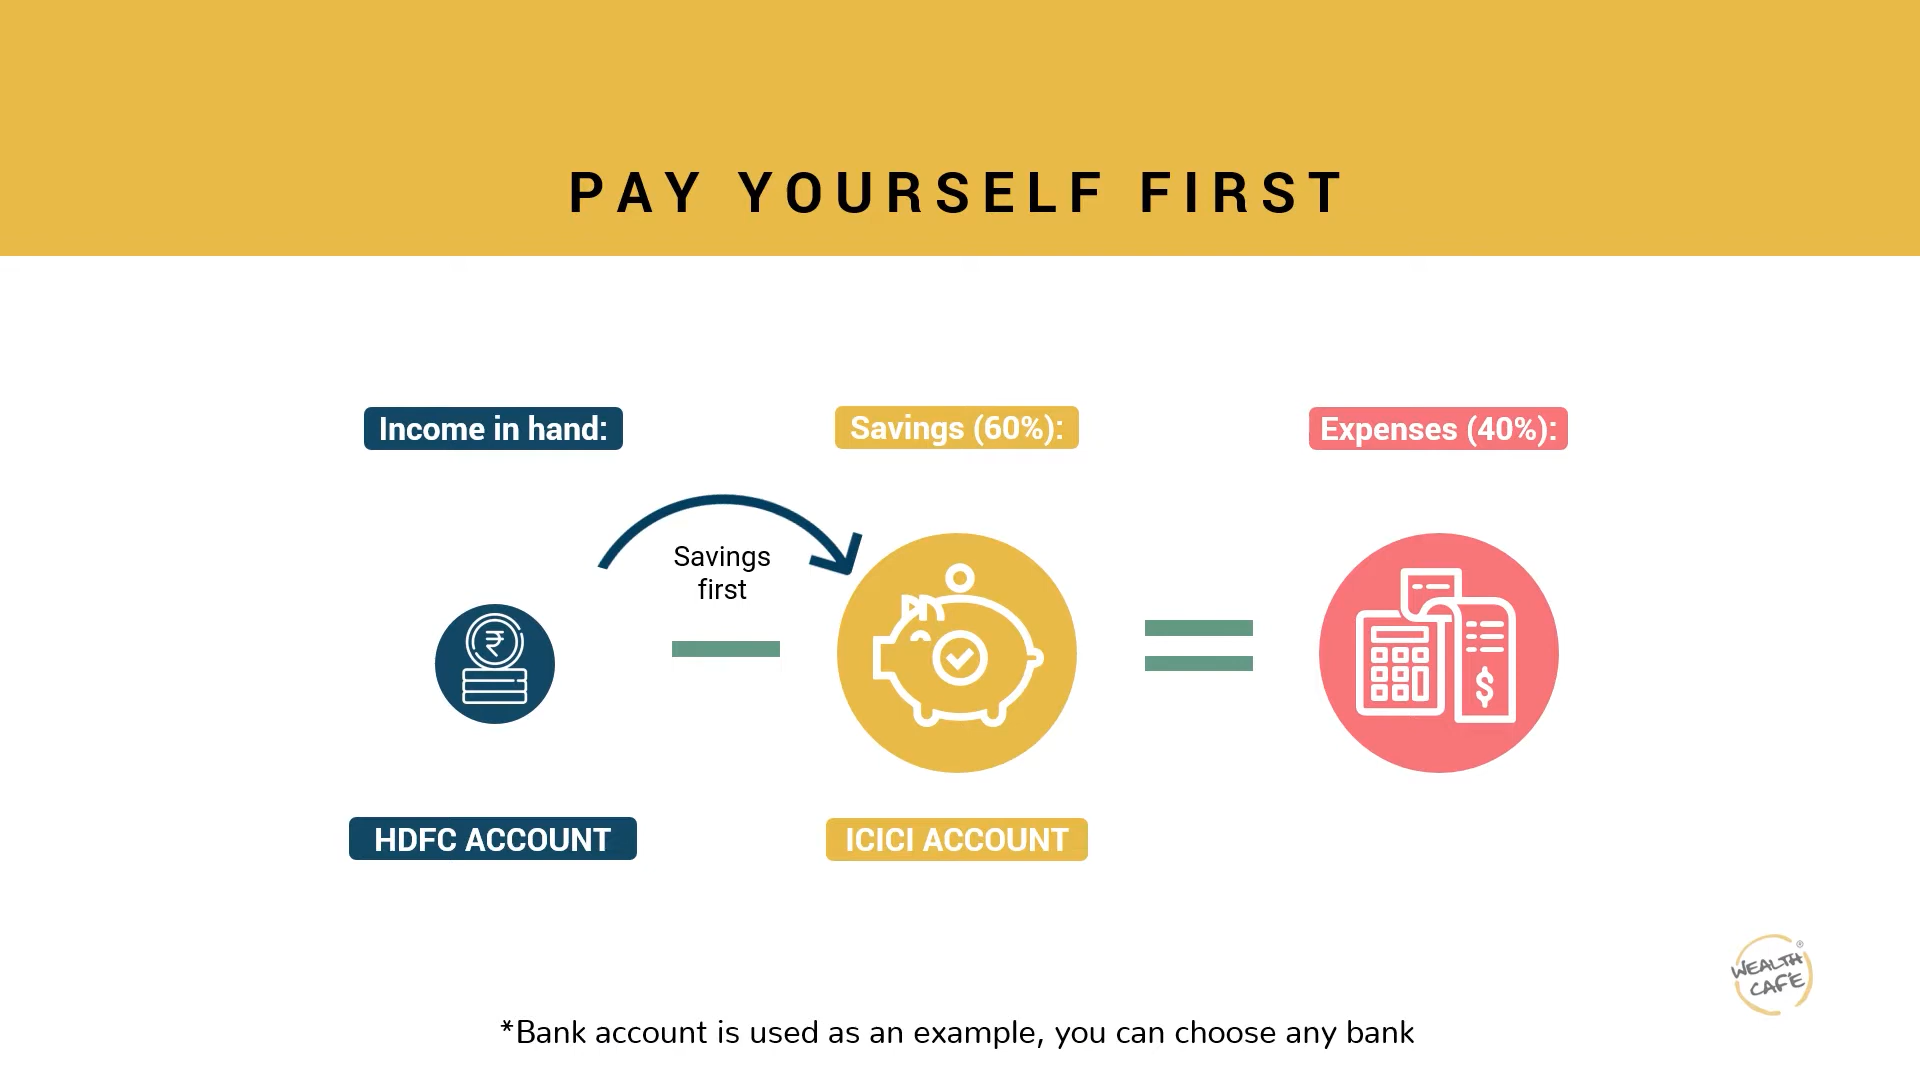 PAY YOURSELF FIRST
Income in hand:
Savings (60%):
Expenses (40%):
Savings
first
₹
$
HDFC ACCOUNT
ICICI ACCOUNT
WEALTH
CAFE
®
*Bank account is used as an example, you can choose any bank